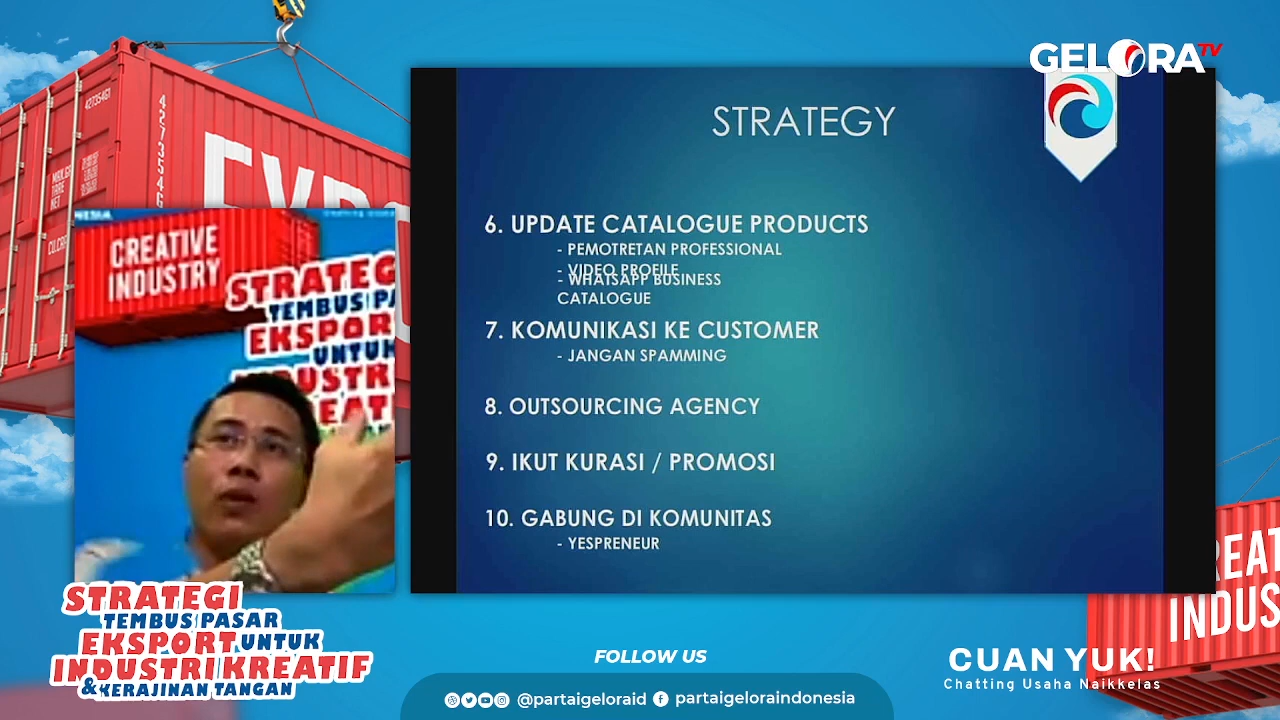 GELORA TV
STRATEGY
6. UPDATE CATALOGUE PRODUCTS
- PEMOTRETAN PROFESSIONAL
- VIDEO PROFILE
- WHATSAPP BUSINESS
CATALOGUE
7. KOMUNIKASI KE CUSTOMER
- JANGAN SPAMMING
8. OUTSOURCING AGENCY
9. IKUT KURASI / PROMOSI
10. GABUNG DI KOMUNITAS
- YESPRENEUR
CREATIVE
INDUSTRY
TEMBUS
UNTUK
STRATEGI
TEMBUS PASAR
EKSPORT UNTUK
INDUSTRI KREATIF
& KERAJINAN TANGAN
FOLLOW US
@partaigeloraid partaigeloraindonesia
CUAN YUK!
Chatting Usaha Naikkelas